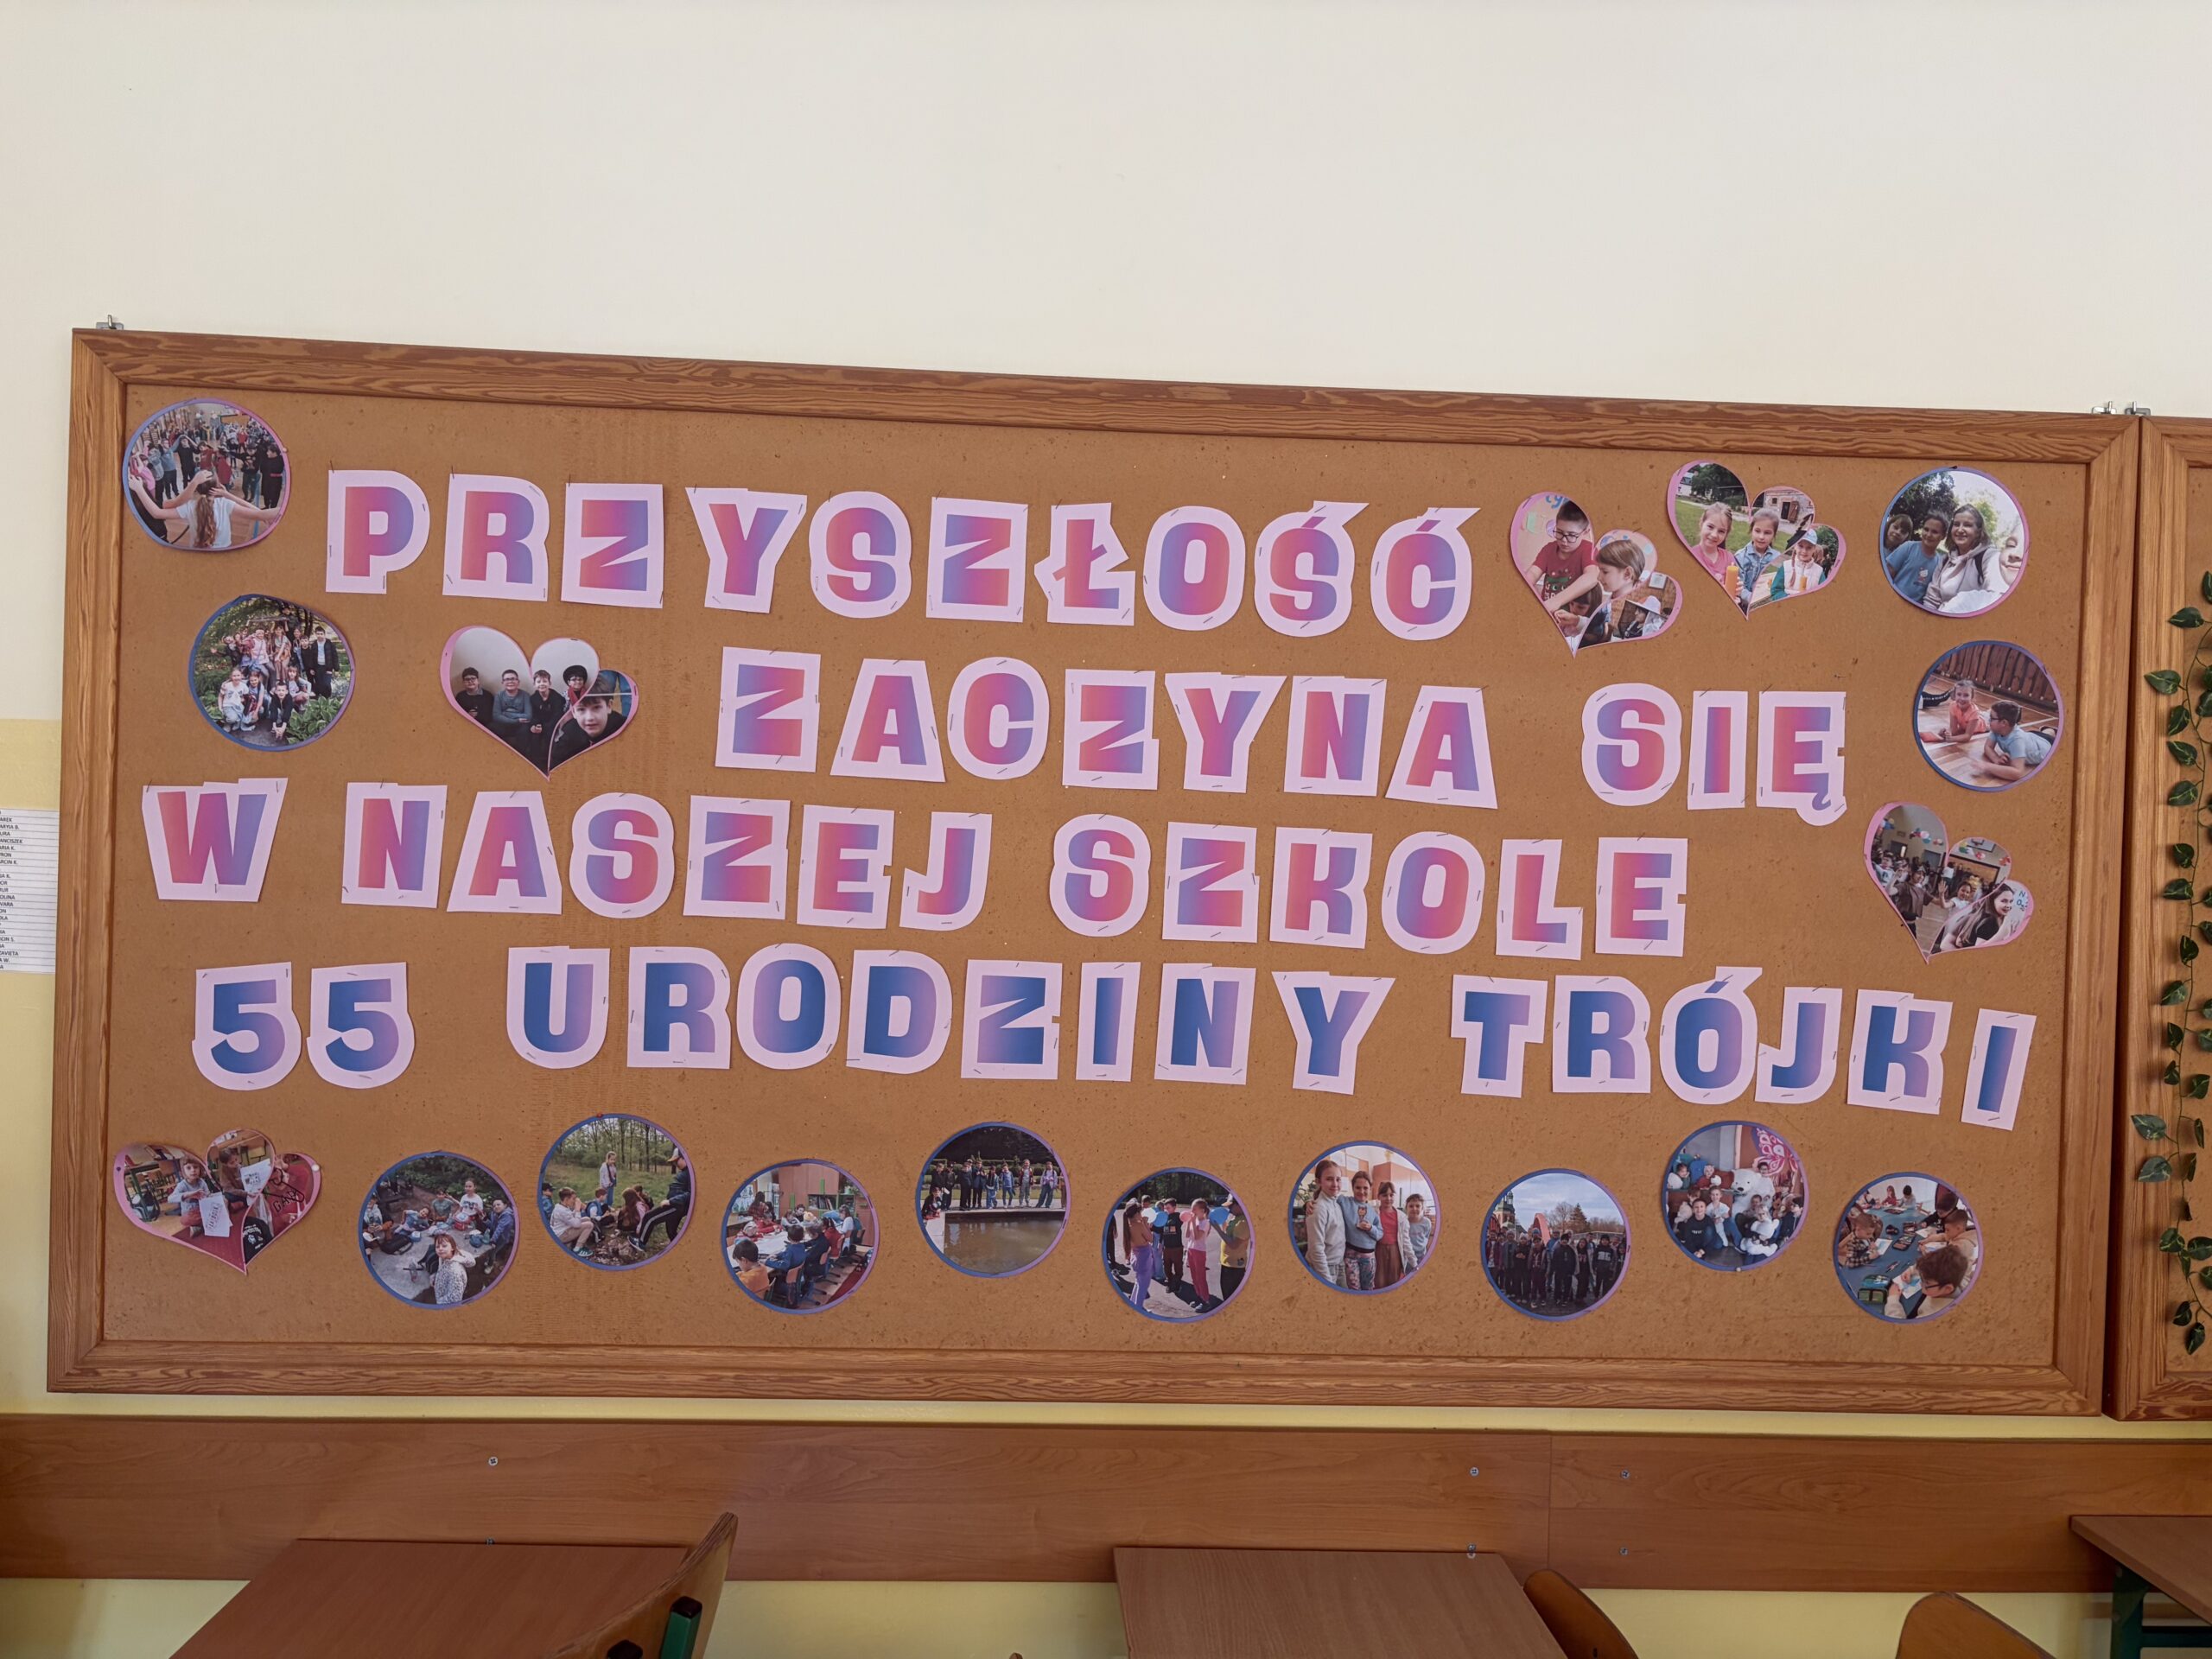 PRZYSZŁOŚĆ
ZACZYNA SIĘ
W NASZEJ SZKOLE
55 URODZINY TRÓJKI